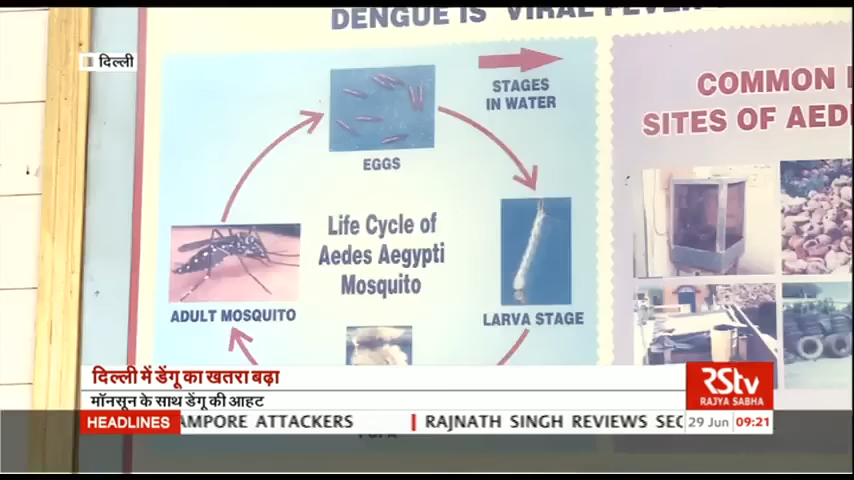 DENGUE IS "VIRAL FEVER
दिल्ली
STAGES
IN WATER
EGGS
COMMON
SITES OF AED
Life Cycle of
Aedes Aegypti
Mosquito
ADULT MOSQUITO
LARVA STAGE
दिल्ली में डेंगू का खतरा बढ़ा
मॉनसून के साथ डेंगू की आहट
RSTV
RAJYA SABHA
HEADLINES
AMPORE ATTACKERS
RAJNATH SINGH REVIEWS SEC
29 Jun
09:21